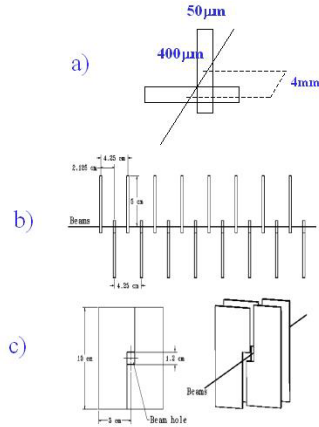 50μm
a)
400μm
4mm
4.25 cm
2.125 cm
5 cm
b)
Beams
4.25 cm
c)
10 cm
1.2 cm
Beams
5 cm
Beam hole